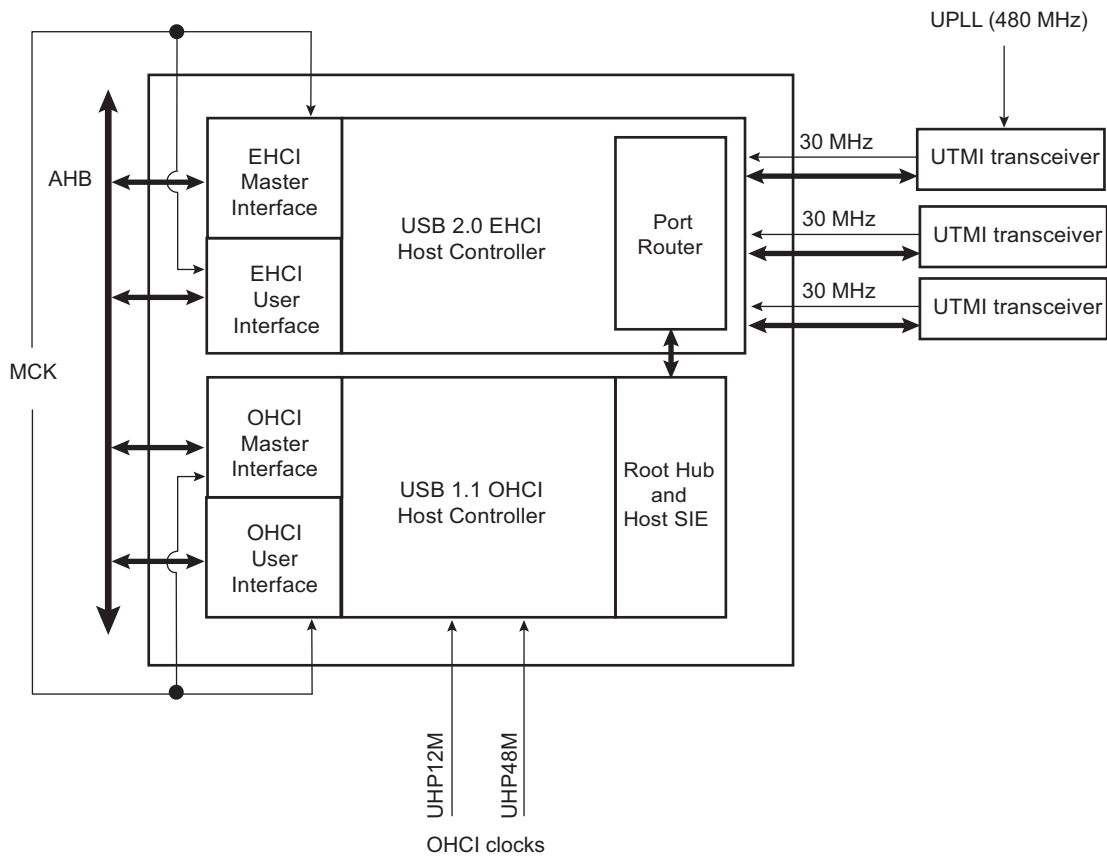 UPLL (480 MHz)
AHB
MCK
EHCI
Master
Interface
EHCI
User
Interface
USB 2.0 EHCI
Host Controller
Port
Router
30 MHz
UTMI transceiver
30 MHz
UTMI transceiver
30 MHz
UTMI transceiver
OHCI
Master
Interface
OHCI
User
Interface
USB 1.1 OHCI
Host Controller
Root Hub
and
Host SIE
UHP12M
UHP48M
OHCI clocks